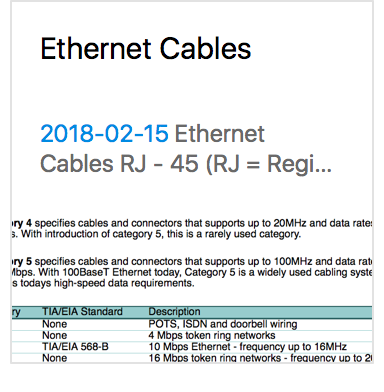 Ethernet Cables
2018-02-15 Ethernet
Cables RJ - 45 (RJ = Regi...
ry 4 specifies cables and connectors that supports up to 20MHz and data rates
s. With introduction of category 5, this is a rarely used category.
ry 5 specifies cables and connectors that supports up to 100MHz and data rat
Mbps. With 100BaseT Ethernet today, Category 5 is a widely used cabling syste
s todays high-speed data requirements.
ry TIA/EIA Standard Description
None POTS, ISDN and doorbell wiring
None 4 Mbps token ring networks
TIA/EIA 568-B 10 Mbps Ethernet - frequency up to 16MHz
None 16 Mbps token ring networks - frequency up to 20